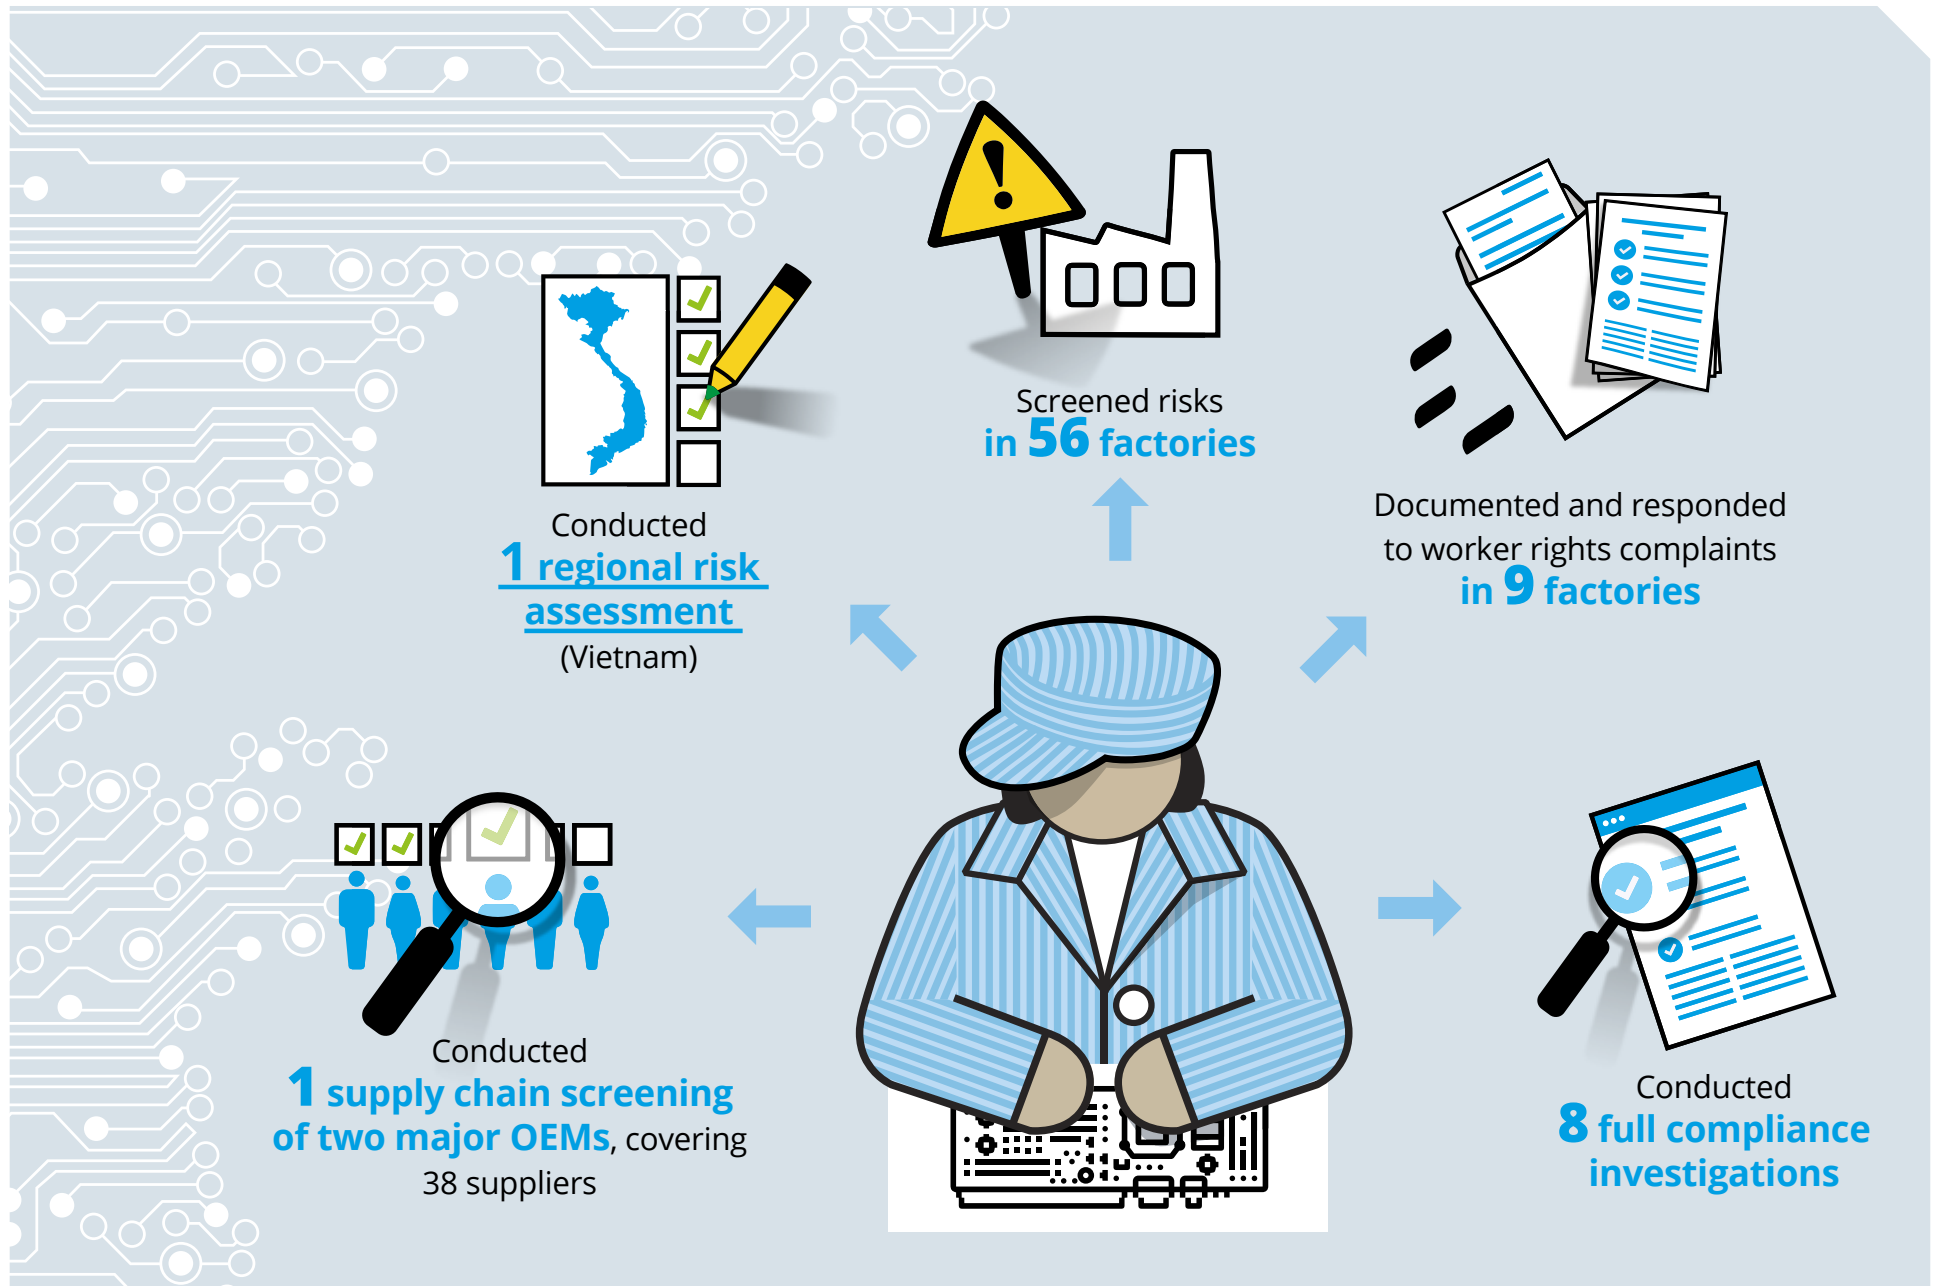 Screened risks
in 56 factories
Documented and responded
to worker rights complaints
in 9 factories
Conducted
1 regional risk
assessment
(Vietnam)
Conducted
1 supply chain screening
of two major OEMs, covering
38 suppliers
Conducted
8 full compliance
investigations